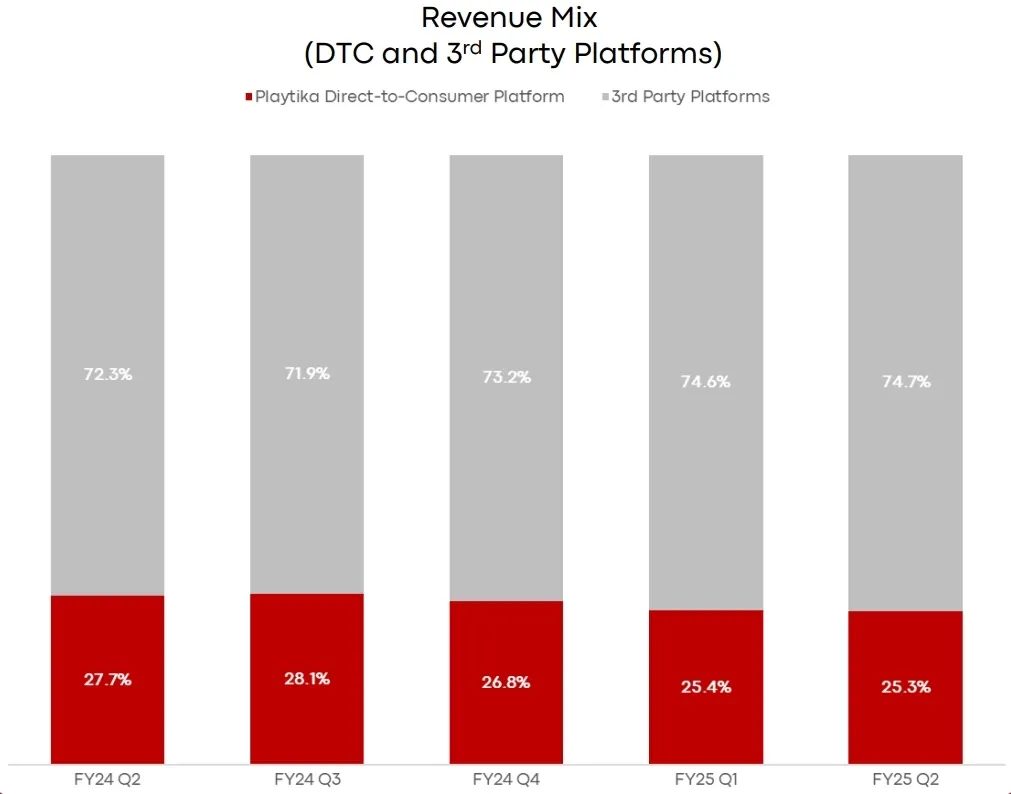 Revenue Mix
(DTC and 3rd Party Platforms)
Playtika Direct-to-Consumer Platform 3rd Party Platforms
72.3% 71.9% 73.2% 74.6% 74.7%
27.7% 28.1% 26.8% 25.4% 25.3%
FY24 Q2 FY24 Q3 FY24 Q4 FY25 Q1 FY25 Q2